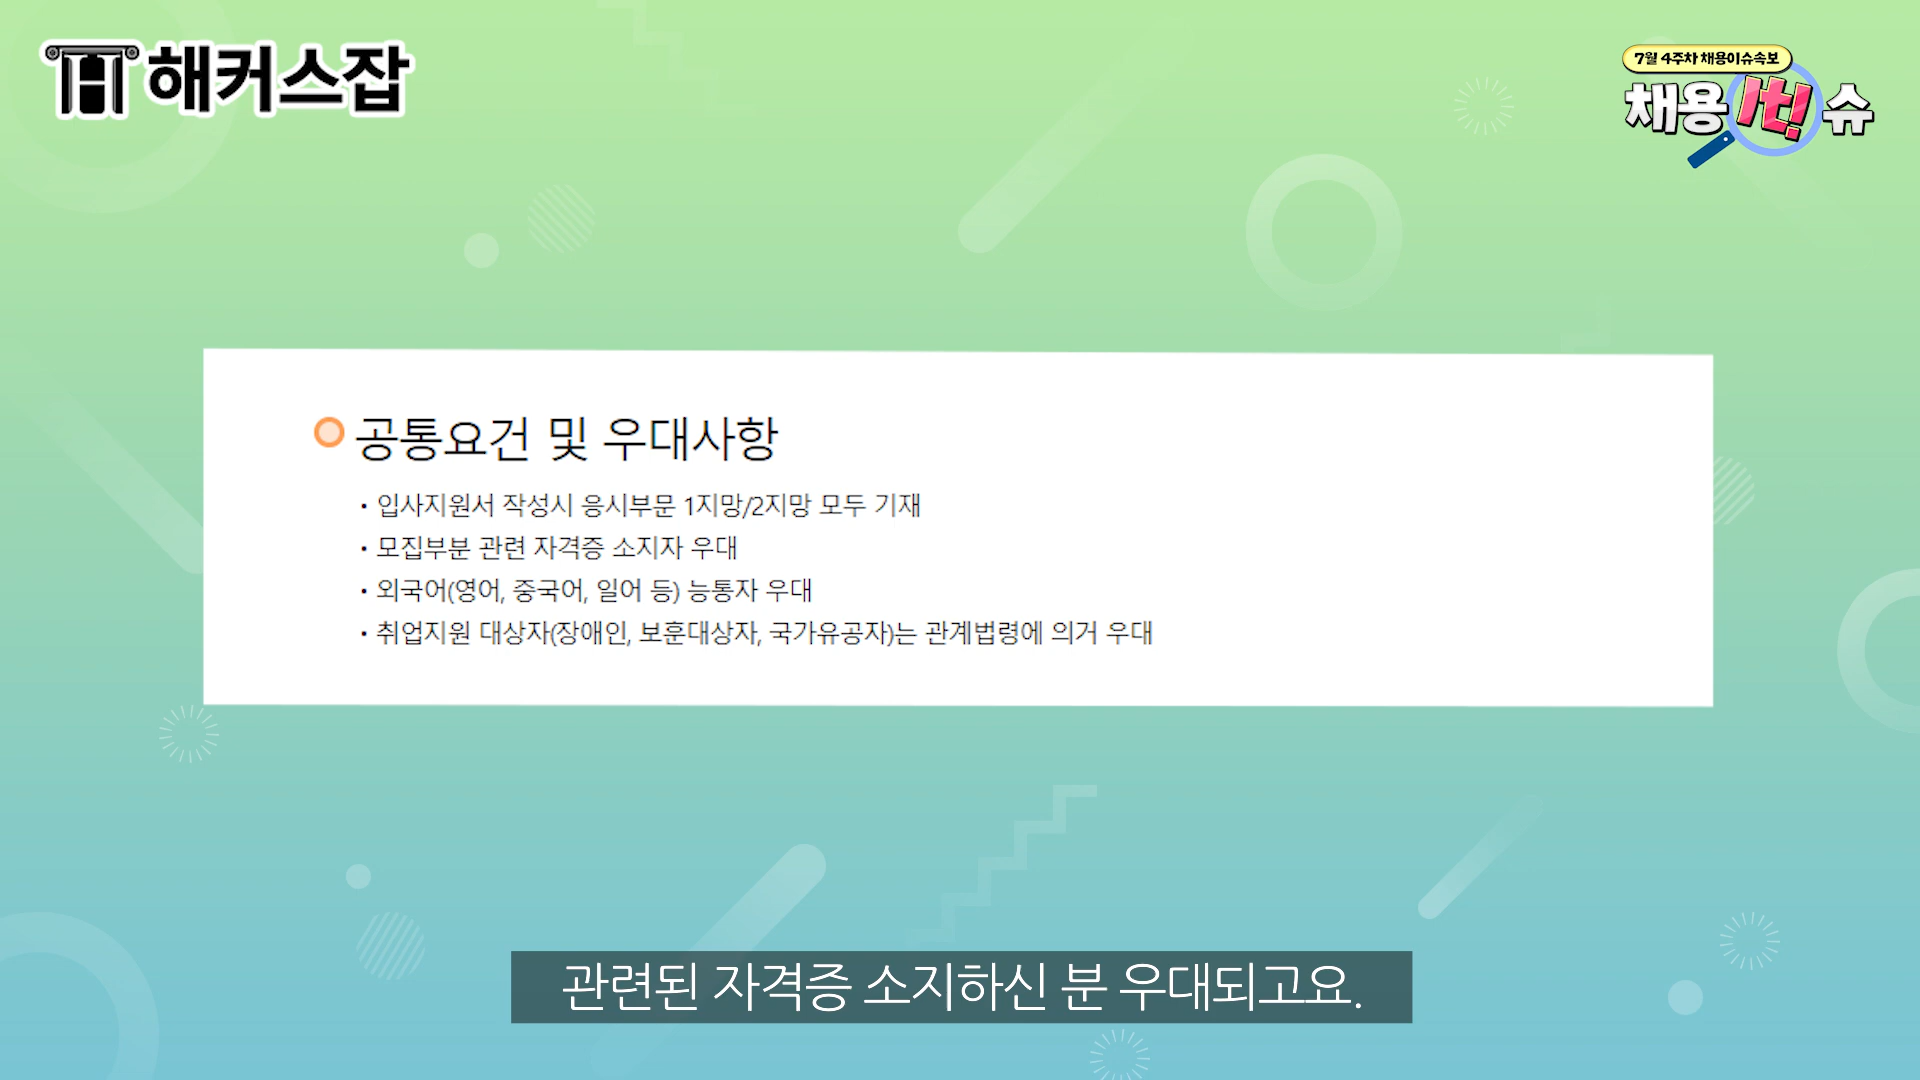 해커스잡
7월 4주차 채용이슈속보
채용 잇! 슈
공통요건 및 우대사항
• 입사지원서 작성시 응시부문 1지망/2지망 모두 기재
• 모집부분 관련 자격증 소지자 우대
• 외국어(영어, 중국어, 일어 등) 능통자 우대
• 취업지원 대상자(장애인, 보훈대상자, 국가유공자)는 관계법령에 의거 우대
관련된 자격증 소지하신 분 우대되고요.